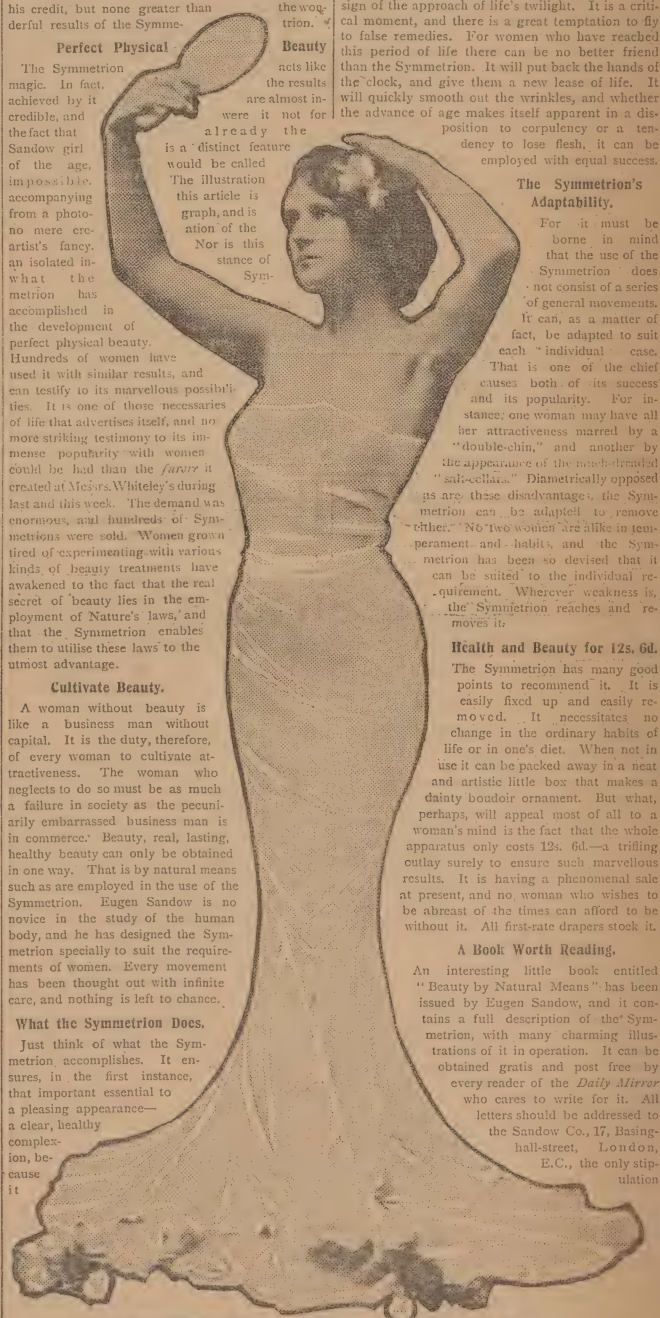 his credit, but none greater than the won-
derful results of the Symme- trion.
Perfect Physical Beauty
The Symmetrion acts like
magic. In fact, the results
achieved by it are almost in-
credible, and were it not for
the fact that already the
Sandow girl is a distinct feature
of the age, would be called
impossible. The illustration
accompanying this article is
from a photo- graph, and is
no mere cre- ation of the
artist's fancy. Nor is this
an isolated in- stance of
what the Sym-
metrion has
accomplished in
the development of
perfect physical beauty.
Hundreds of women have
used it with similar results, and
can testify to its marvellous possibili-
ties. It is one of those necessaries
of life that advertises itself, and no
more striking testimony to its im-
mense popularity with women
could be had than the furore it
created at Messrs. Whiteley's during
last and this week. The demand was
enormous, and hundreds of Sym-
metrions were sold. Women grown
tired of experimenting with various
kinds of beauty treatments have
awakened to the fact that the real
secret of beauty lies in the em-
ployment of Nature's laws, and
that the Symmetrion enables
them to utilise these laws to the
utmost advantage.
Cultivate Beauty.
A woman without beauty is
like a business man without
capital. It is the duty, therefore,
of every woman to cultivate at-
tractiveness. The woman who
neglects to do so must be as much
a failure in society as the pecuni-
arily embarrassed business man is
in commerce. Beauty, real, lasting,
healthy beauty can only be obtained
in one way. That is by natural means
such as are employed in the use of the
Symmetrion. Eugen Sandow is no
novice in the study of the human
body, and he has designed the Sym-
metrion specially to suit the require-
ments of women. Every movement
has been thought out with infinite
care, and nothing is left to chance.
What the Symmetrion Does.
Just think of what the Sym-
metrion accomplishes. It en-
sures, in the first instance,
that important essential to
a pleasing appearance—
a clear, healthy
complex-
ion, be-
cause
it
sign of the approach of life's twilight. It is a criti-
cal moment, and there is a great temptation to fly
to false remedies. For women who have reached
this period of life there can be no better friend
than the Symmetrion. It will put back the hands of
the clock, and give them a new lease of life. It
will quickly smooth out the wrinkles, and whether
the advance of age makes itself apparent in a dis-
position to corpulency or a ten-
dency to lose flesh, it can be
employed with equal success.
The Symmetrion's
Adaptability.
For it must be
borne in mind
that the use of the
Symmetrion does
not consist of a series
of general movements.
It can, as a matter of
fact, be adapted to suit
each individual case.
That is one of the chief
causes both of its success
and its popularity. For in-
stance, one woman may have all
her attractiveness marred by a
"double-chin," and another by
the appearance of the much-dreaded
"salt-cellars." Diametrically opposed
as are these disadvantages, the Sym-
metrion can be adapted to remove
either. No two women are alike in tem-
perament and habits, and the Sym-
metrion has been so devised that it
can be suited to the individual re-
quirement. Wherever weakness is,
the Symmetrion reaches and re-
moves it.
Health and Beauty for 12s. 6d.
The Symmetrion has many good
points to recommend it. It is
easily fixed up and easily re-
moved. It necessitates no
change in the ordinary habits of
life or in one's diet. When not in
use it can be packed away in a neat
and artistic little box that makes a
dainty boudoir ornament. But what,
perhaps, will appeal most of all to a
woman's mind is the fact that the whole
apparatus only costs 12s. 6d.—a trifling
outlay surely to ensure such marvellous
results. It is having a phenomenal sale
at present, and no woman who wishes to
be abreast of the times can afford to be
without it. All first-rate drapers stock it.
A Book Worth Reading.
An interesting little book entitled
"Beauty by Natural Means" has been
issued by Eugen Sandow, and it con-
tains a full description of the Sym-
metrion, with many charming illus-
trations of it in operation. It can be
obtained gratis and post free by
every reader of the Daily Mirror
who cares to write for it. All
letters should be addressed to
the Sandow Co., 17, Basing-
hall-street, London,
E.C., the only stip-
ulation